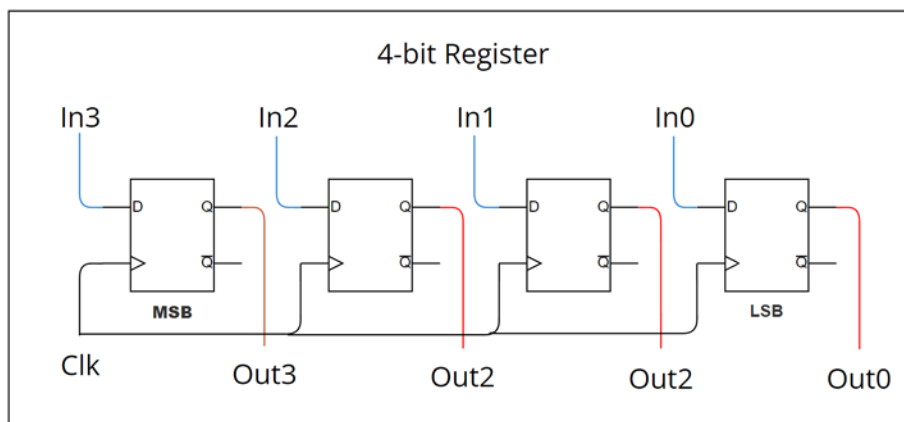 4-bit Register
In3 In2 In1 In0
D Q D Q D Q D Q
Q Q Q Q
MSB LSB
Clk Out3 Out2 Out2 Out0